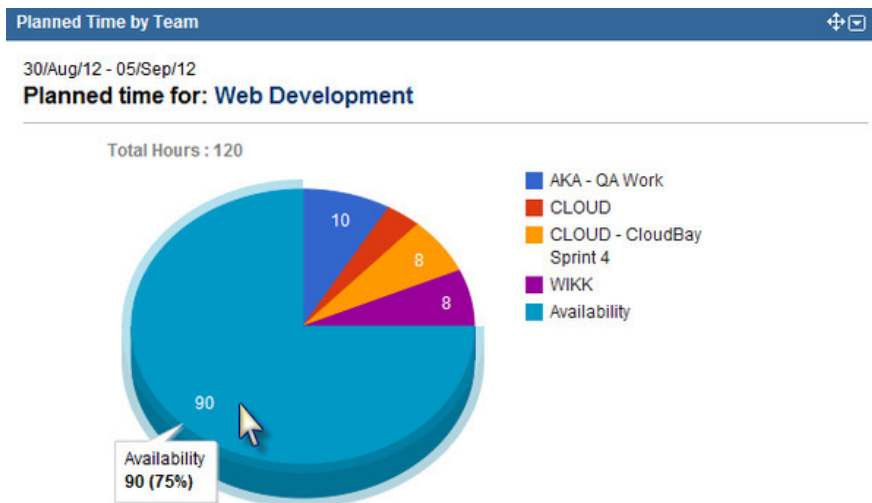 Planned Time by Team
30/Aug/12 - 05/Sep/12
Planned time for: Web Development
Total Hours : 120
AKA - QA Work
CLOUD
CLOUD - CloudBay
Sprint 4
WIKK
Availability
10
8
8
90
Availability
90 (75%)